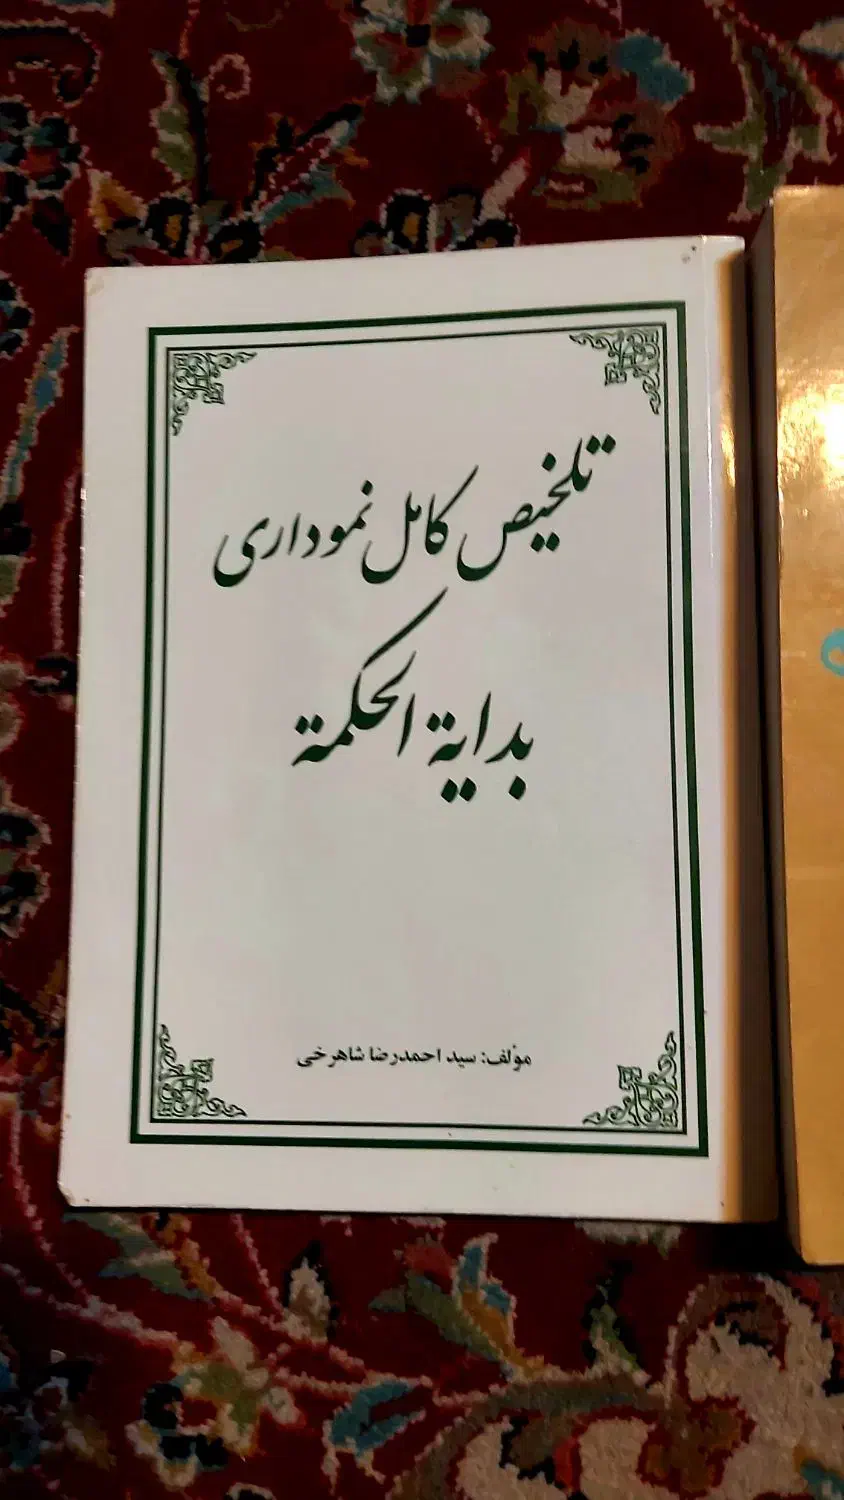 تلخیص کامل نموداری
بدایة الحکمة
مؤلف: سید احمدرضا شاهرخی